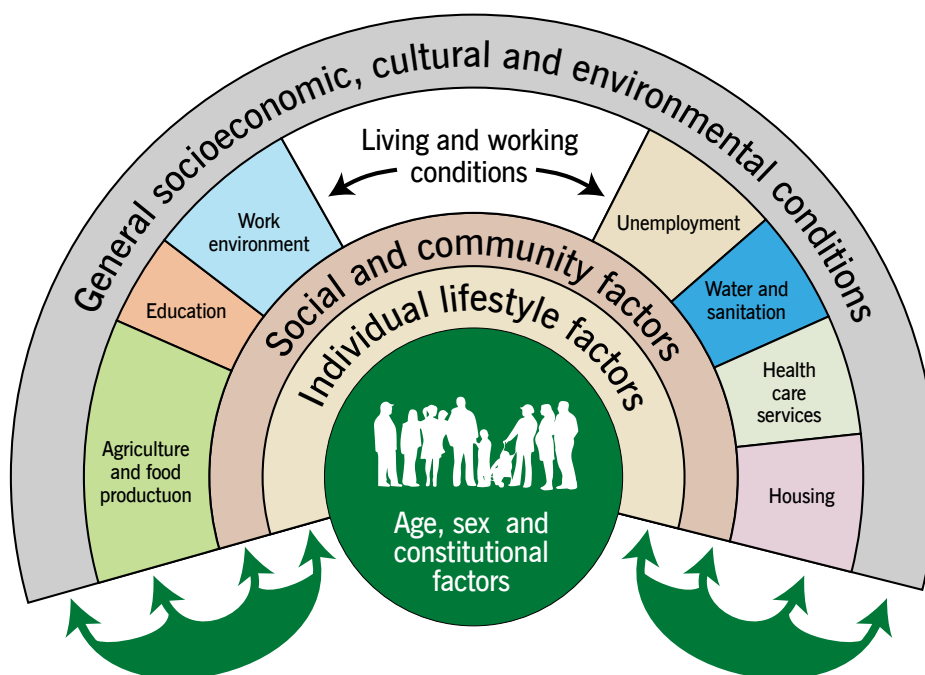 General socioeconomic, cultural and environmental conditions
Living and working
conditions
Work
environment
Unemployment
Education
Water and
sanitation
Agriculture
and food
productuon
Health
care
services
Housing
Social and community factors
Individual lifestyle factors
Age, sex and
constitutional
factors